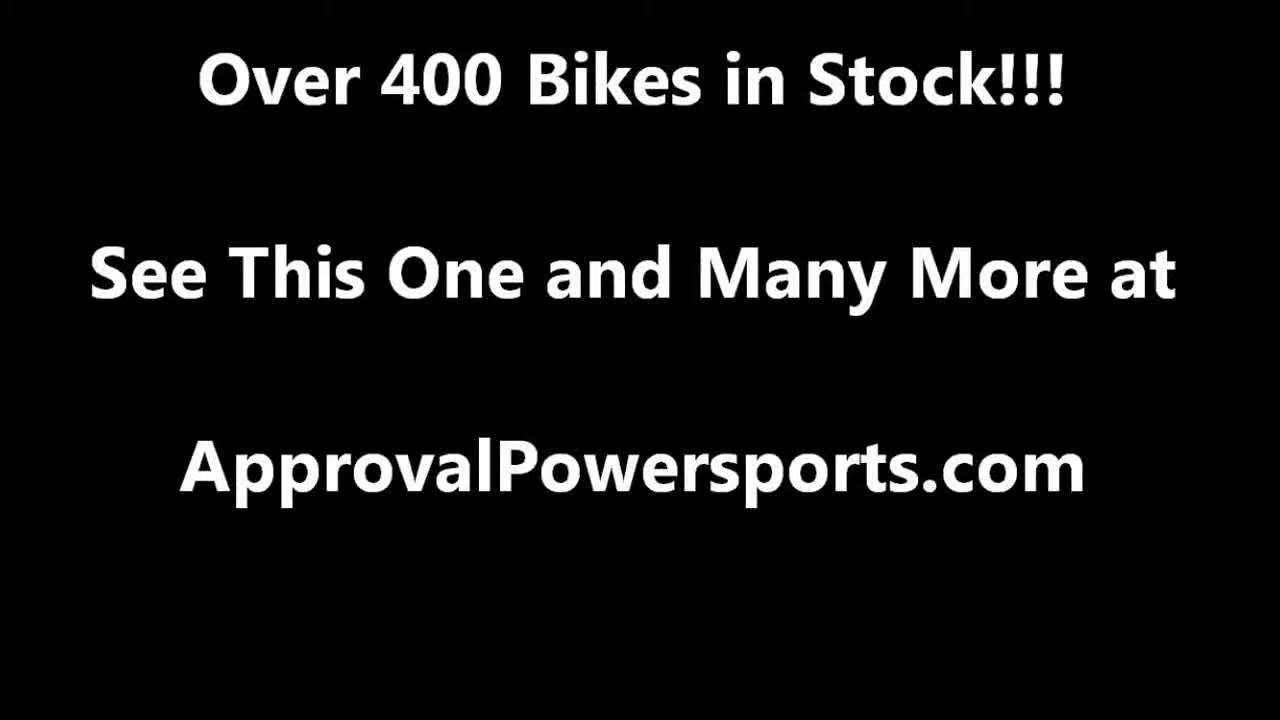 Over 400 Bikes in Stock!!!
See This One and Many More at
ApprovalPowersports.com